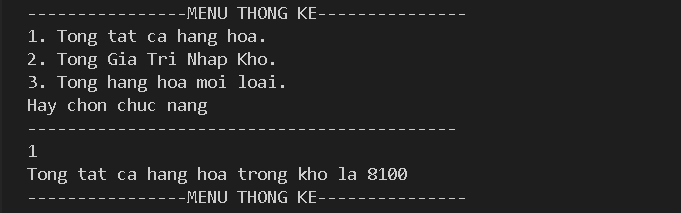 ----------------MENU THONG KE---------------
1. Tong tat ca hang hoa.
2. Tong Gia Tri Nhap Kho.
3. Tong hang hoa moi loai.
Hay chon chuc nang
-------------------------------------------
1
Tong tat ca hang hoa trong kho la 8100
----------------MENU THONG KE---------------